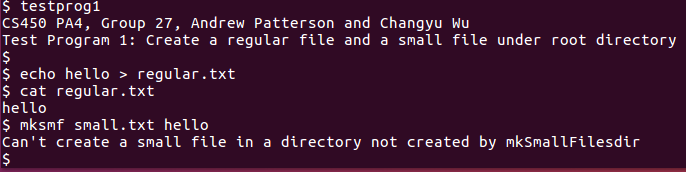 $ testprog1
CS450 PA4, Group 27, Andrew Patterson and Changyu Wu
Test Program 1: Create a regular file and a small file under root directory
$
$ echo hello > regular.txt
$ cat regular.txt
hello
$ mksmf small.txt hello
Can't create a small file in a directory not created by mkSmallFilesdir
$